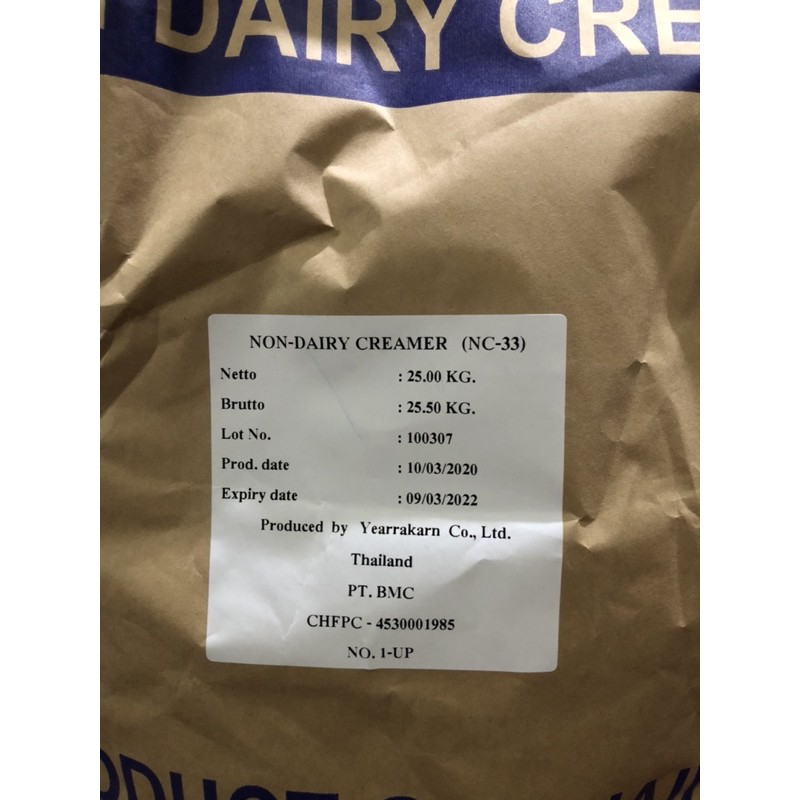 DAIRY CRE
NON-DAIRY CREAMER (NC-33)
Netto : 25.00 KG.
Brutto : 25.50 KG.
Lot No. : 100307
Prod. date : 10/03/2020
Expiry date : 09/03/2022
Produced by Yearrakarn Co., Ltd.
Thailand
PT. BMC
CHFPC - 4530001985
NO. 1-UP